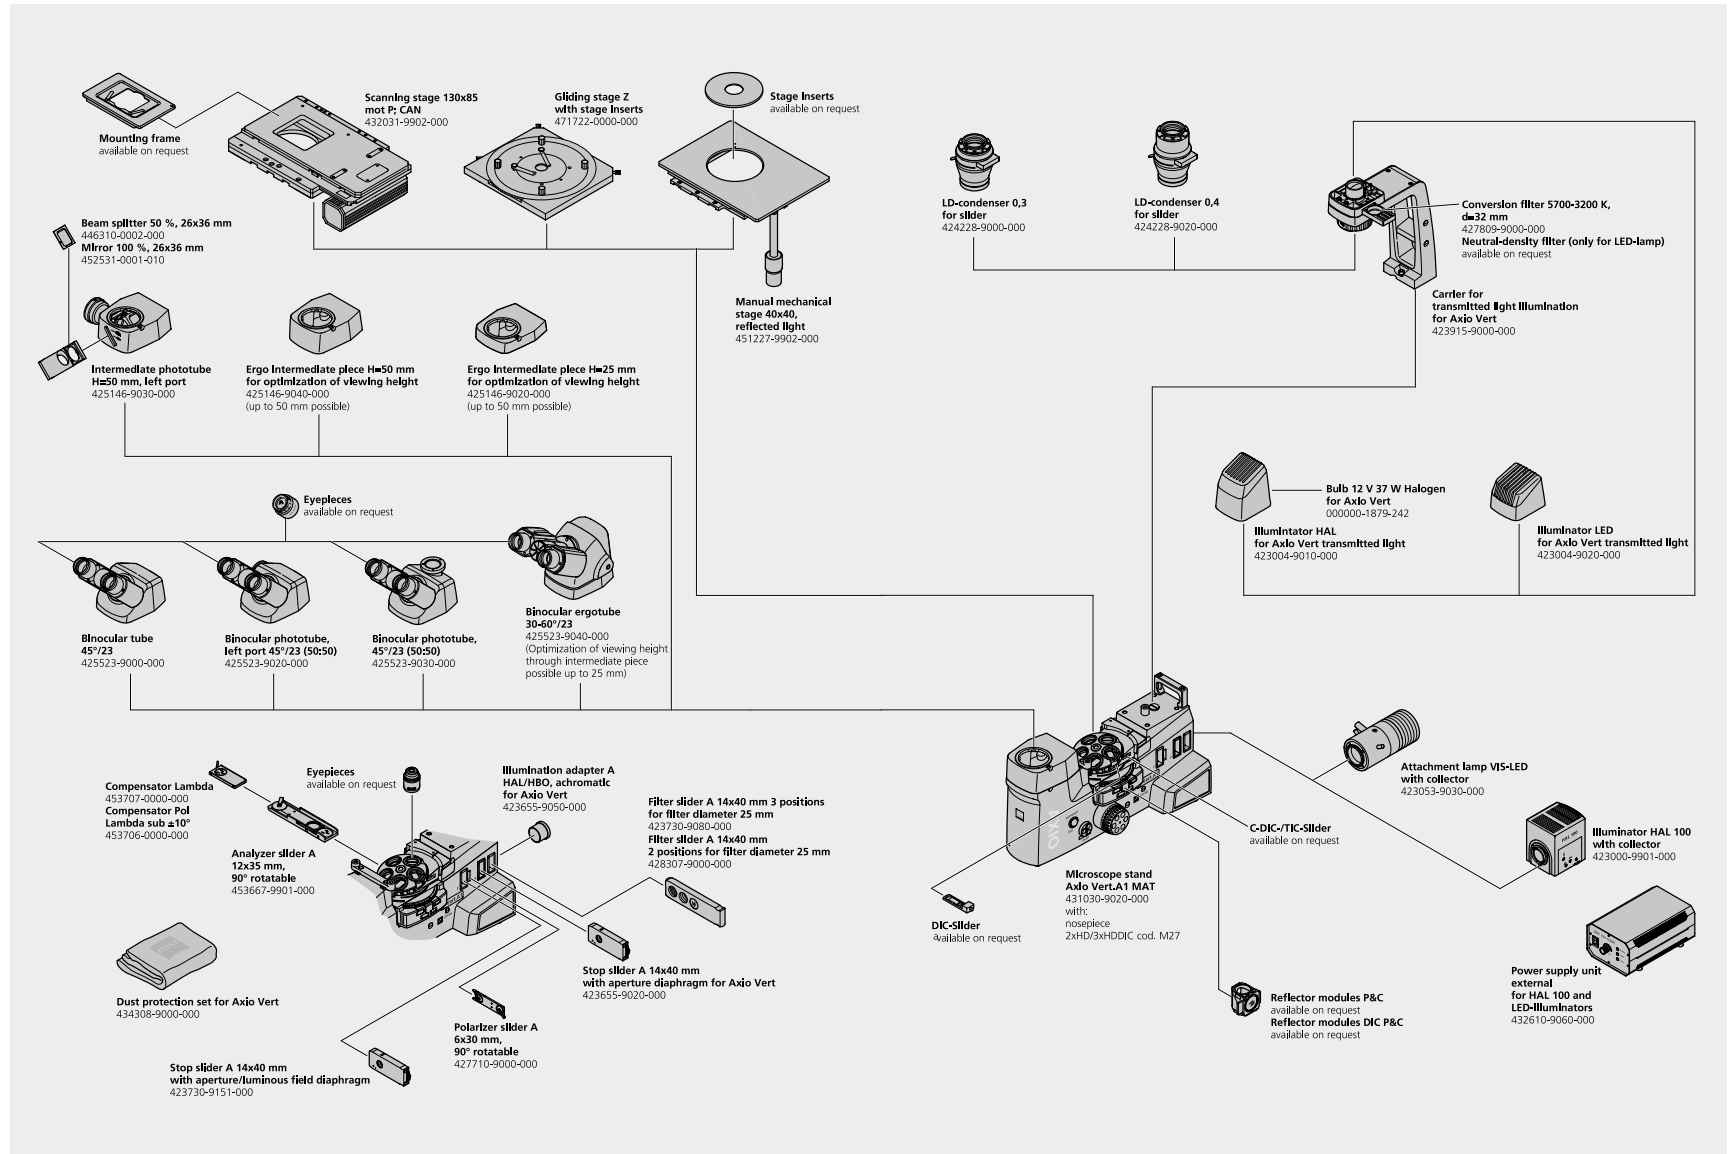 Mounting frame
available on request
Scanning stage 130x85
mot P; CAN
432031-9902-000
Gliding stage Z
with stage inserts
471722-0000-000
Stage Inserts
available on request
Manual mechanical
stage 40x40,
reflected light
451227-9902-000
Beam splitter 50 %, 26x36 mm
446310-0002-000
Mirror 100 %, 26x36 mm
452531-0001-010
Intermediate phototube
H=50 mm, left port
425146-9030-000
Ergo intermediate piece H=50 mm
for optimization of viewing height
425146-9040-000
(up to 50 mm possible)
Ergo intermediate piece H=25 mm
for optimization of viewing height
425146-9020-000
(up to 50 mm possible)
LD-condenser 0,3
for slider
424228-9000-000
LD-condenser 0,4
for slider
424228-9020-000
Conversion filter 5700-3200 K,
d=32 mm
427809-9000-000
Neutral-density filter (only for LED-lamp)
available on request
Carrier for
transmitted light illumination
for Axio Vert
423915-9000-000
Bulb 12 V 37 W Halogen
for Axio Vert
000000-1879-242
Illumintator HAL
for Axio Vert transmitted light
423004-9010-000
Illuminator LED
for Axio Vert transmitted light
423004-9020-000
Eyepieces
available on request
Binocular tube
45°/23
425523-9000-000
Binocular phototube,
left port 45°/23 (50:50)
425523-9020-000
Binocular phototube,
45°/23 (50:50)
425523-9030-000
Binocular ergotube
30-60°/23
425523-9040-000
(Optimization of viewing height
through intermediate piece
possible up to 25 mm)
Compensator Lambda
453707-0000-000
Compensator Pol
Lambda sub ±10°
453706-0000-000
Analyzer slider A
12x35 mm,
90° rotatable
453667-9901-000
Eyepieces
available on request
Illumination adapter A
HAL/HBO, achromatic
for Axio Vert
423655-9050-000
Filter slider A 14x40 mm 3 positions
for filter diameter 25 mm
423730-9080-000
Filter slider A 14x40 mm
2 positions for filter diameter 25 mm
428307-9000-000
Stop slider A 14x40 mm
with aperture diaphragm for Axio Vert
423655-9020-000
Polarizer slider A
6x30 mm,
90° rotatable
427710-9000-000
Stop slider A 14x40 mm
with aperture/luminous field diaphragm
423730-9151-000
Dust protection set for Axio Vert
434308-9000-000
AXIO
DIC-Slider
available on request
Microscope stand
Axio Vert.A1 MAT
431030-9020-000
with:
nosepiece
2xHD/3xHDDIC cod. M27
C-DIC-/TIC-Slider
available on request
Reflector modules P&C
available on request
Reflector modules DIC P&C
available on request
Attachment lamp VIS-LED
with collector
423053-9030-000
HAL 100
Illuminator HAL 100
with collector
423000-9901-000
Power supply unit
external
for HAL 100 and
LED-Illuminators
432610-9060-000